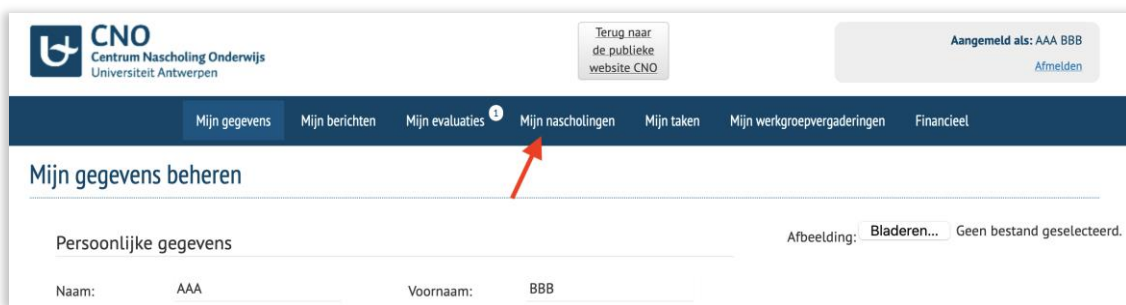 CNO
Centrum Nascholing Onderwijs
Universiteit Antwerpen
Terug naar
de publieke
website CNO
Aangemeld als: AAA BBB
Afmelden
Mijn gegevens Mijn berichten Mijn evaluaties 1 Mijn nascholingen Mijn taken Mijn werkgroepvergaderingen Financieel
Mijn gegevens beheren
Persoonlijke gegevens
Afbeelding: Bladeren... Geen bestand geselecteerd.
Naam: AAA Voornaam: BBB